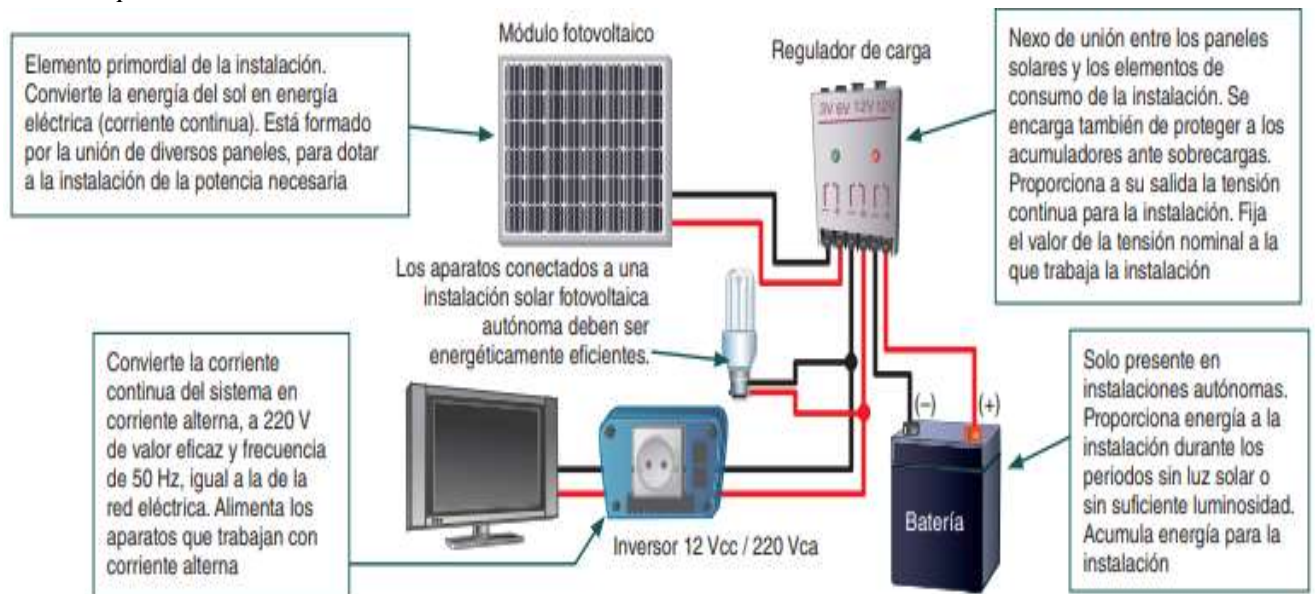 Elemento primordial de la instalación.
Convierte la energía del sol en energía
eléctrica (corriente continua). Está formado
por la unión de diversos paneles, para dotar
a la instalación de la potencia necesaria
Módulo fotovoltaico
Regulador de carga
3V 6V 12V 12V
Nexo de unión entre los paneles
solares y los elementos de
consumo de la instalación. Se
encarga también de proteger a los
acumuladores ante sobrecargas.
Proporciona a su salida la tensión
continua para la instalación. Fija
el valor de la tensión nominal a la
que trabaja la instalación
Los aparatos conectados a una
instalación solar fotovoltaica
autónoma deben ser
energéticamente eficientes.
Convierte la corriente
continua del sistema en
corriente alterna, a 220 V
de valor eficaz y frecuencia
de 50 Hz, igual a la de la
red eléctrica. Alimenta los
aparatos que trabajan con
corriente alterna
Inversor 12 Vcc / 220 Vca
(–)
(+)
Batería
Solo presente en
instalaciones autónomas.
Proporciona energía a la
instalación durante los
periodos sin luz solar o
sin suficiente luminosidad.
Acumula energía para la
instalación